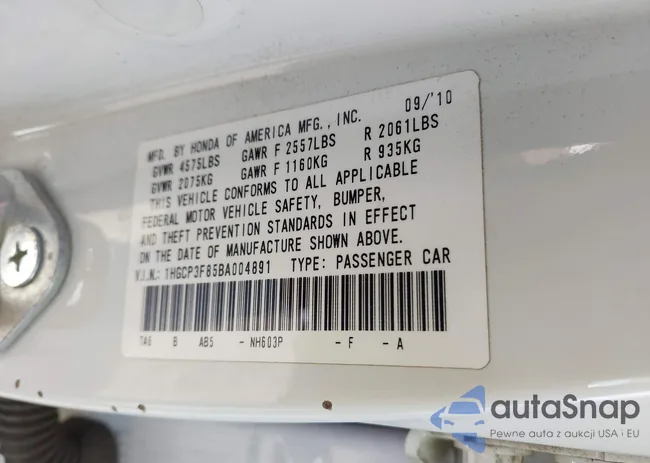 MFD. BY HONDA OF AMERICA MFG., INC. 09/'10
GVWR 4575LBS GAWR F 2557LBS R 2061LBS
GVWR 2075KG GAWR F 1160KG R 935KG
THIS VEHICLE CONFORMS TO ALL APPLICABLE
FEDERAL MOTOR VEHICLE SAFETY, BUMPER,
AND THEFT PREVENTION STANDARDS IN EFFECT
ON THE DATE OF MANUFACTURE SHOWN ABOVE.
V.I.N.: 1HGCP3F85BA004891 TYPE: PASSENGER CAR
TA6 B AB5 - NH603P - F - A
autaSnap
Pewne auta z aukcji USA i EU